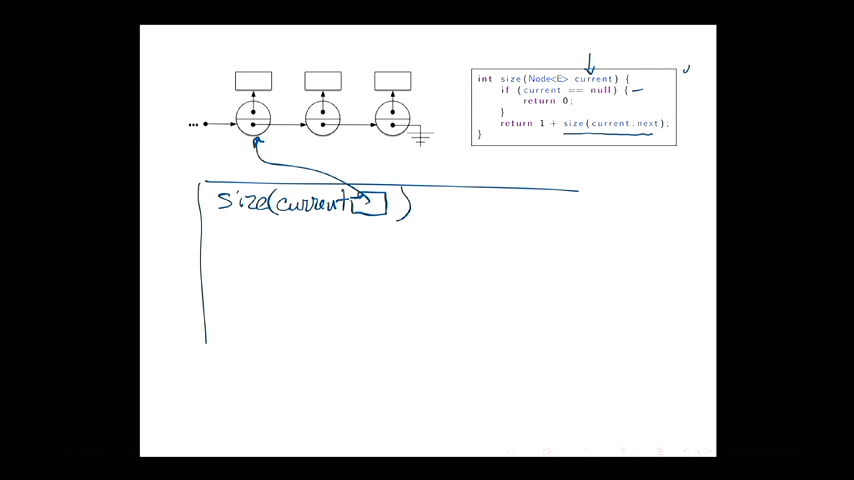 ...
int size(Node<E> current) {
if (current == null) {
return 0;
}
return 1 + size(current.next);
}
size(current )